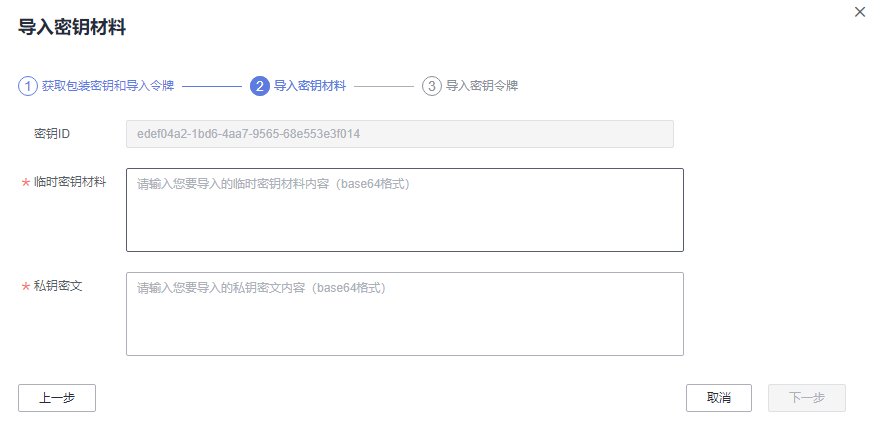 导入密钥材料
1 获取包装密钥和导入令牌 2 导入密钥材料 3 导入密钥令牌
密钥ID edef04a2-1bd6-4aa7-9565-68e553e3f014
* 临时密钥材料 请输入您要导入的临时密钥材料内容（base64格式）
* 私钥密文 请输入您要导入的私钥密文内容（base64格式）
上一步 取消 下一步